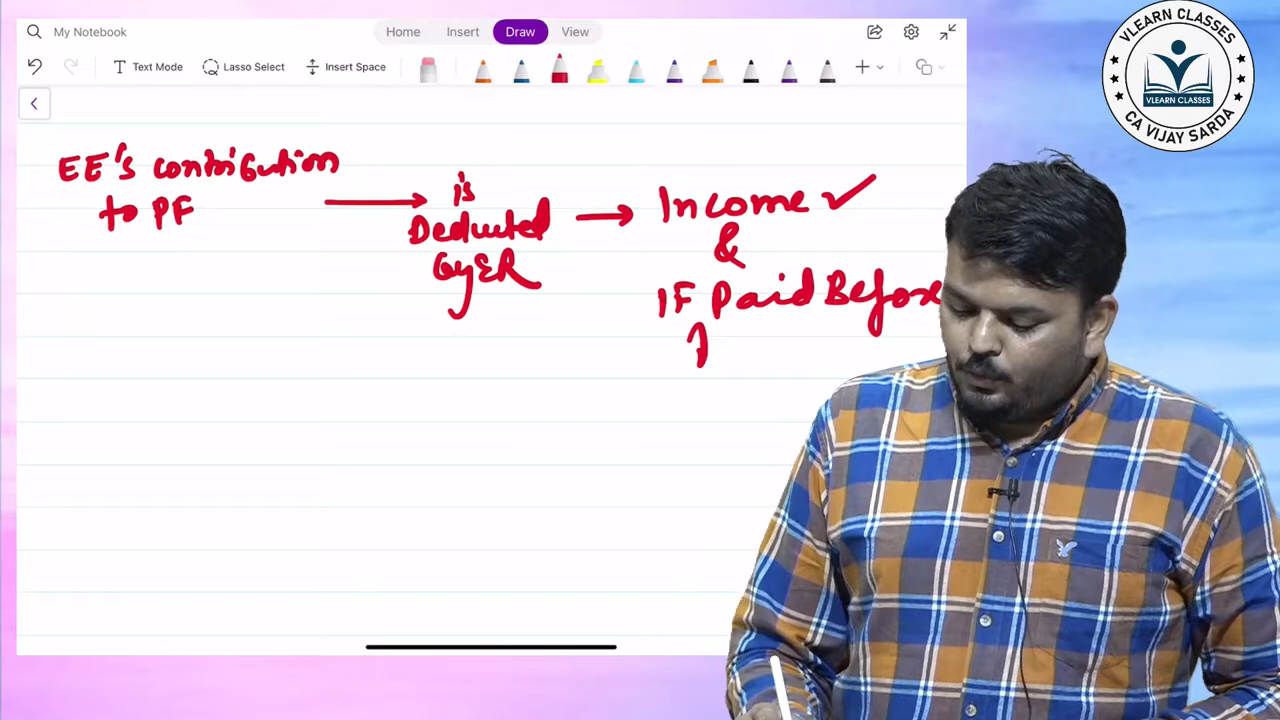 My Notebook
Home Insert Draw View
Text Mode Lasso Select Insert Space
EE's contribution
to PF
is
Deducted
By ER
Income ✓
&
IF Paid Before
VLEARN CLASSES
VLEARN CLASSES
CA VIJAY SARDA